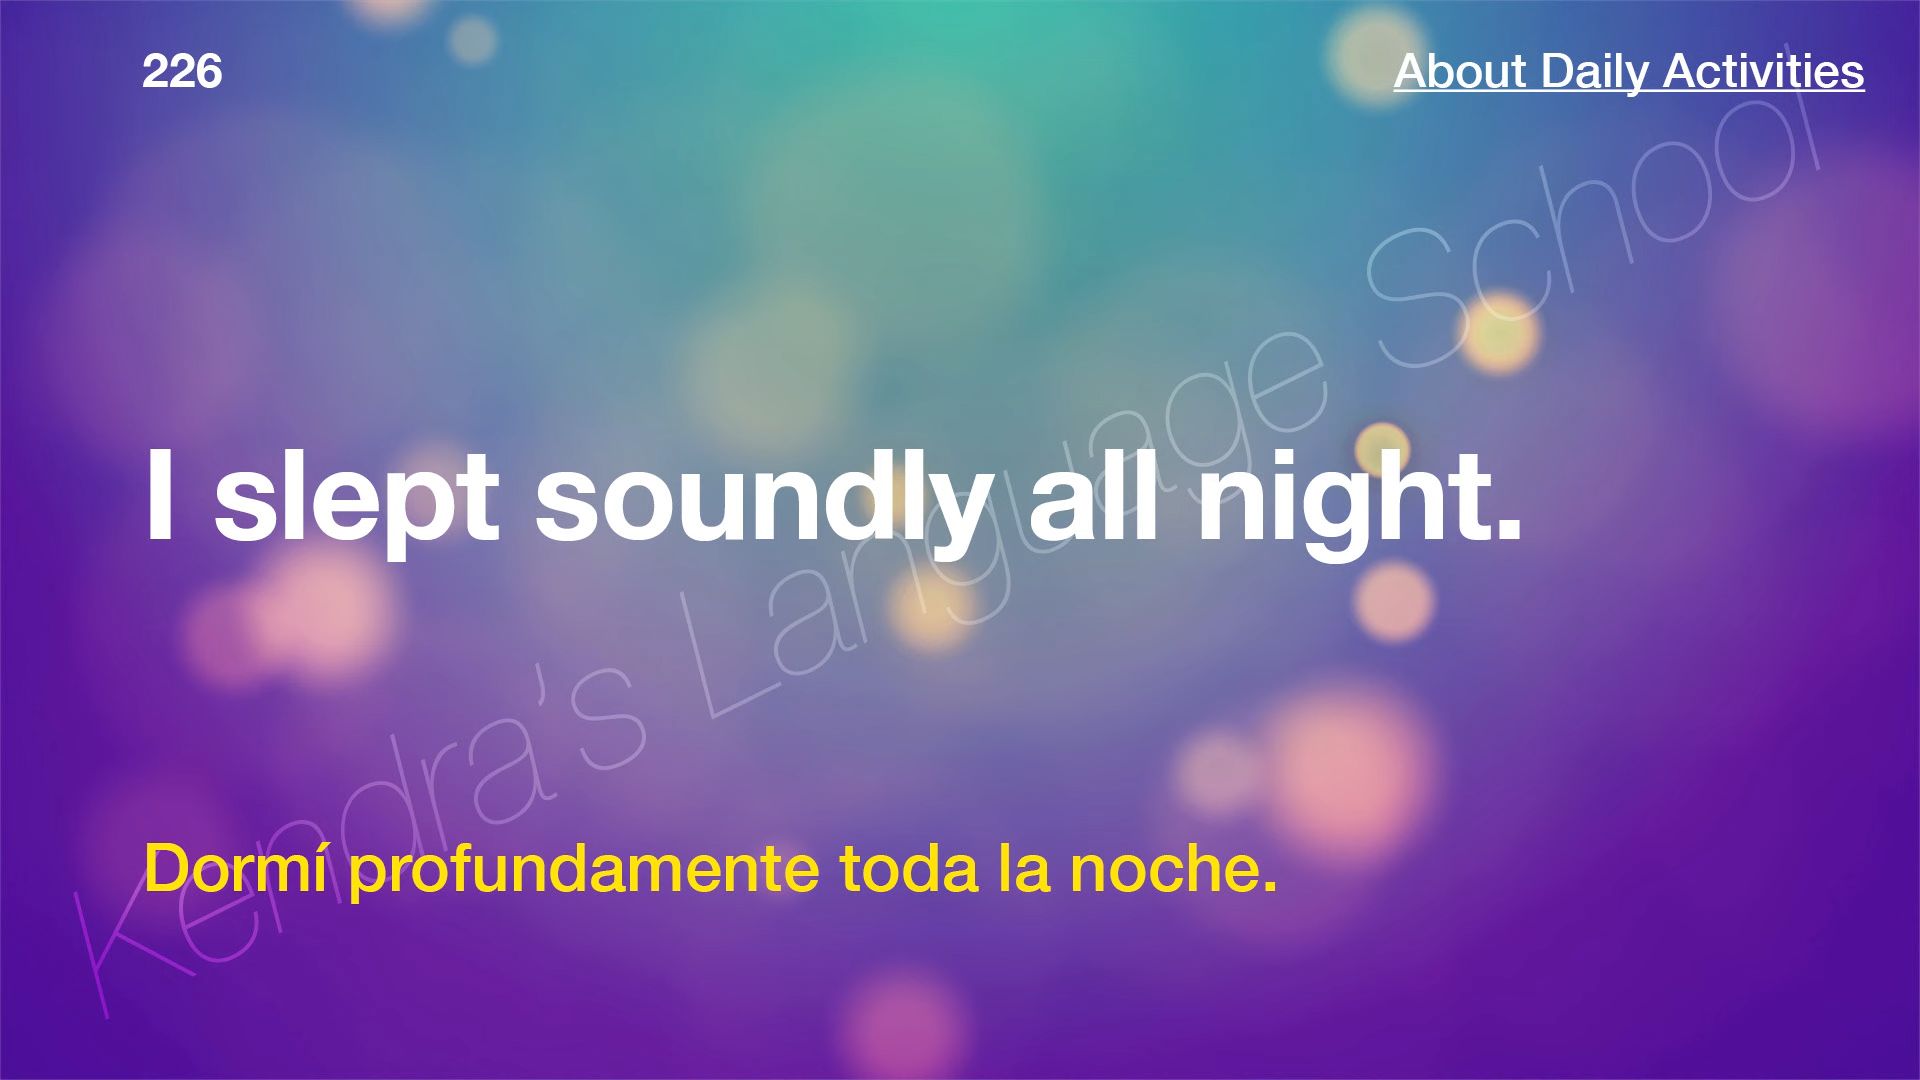 226
About Daily Activities
I slept soundly all night.
Dormí profundamente toda la noche.
Kendra's Language School